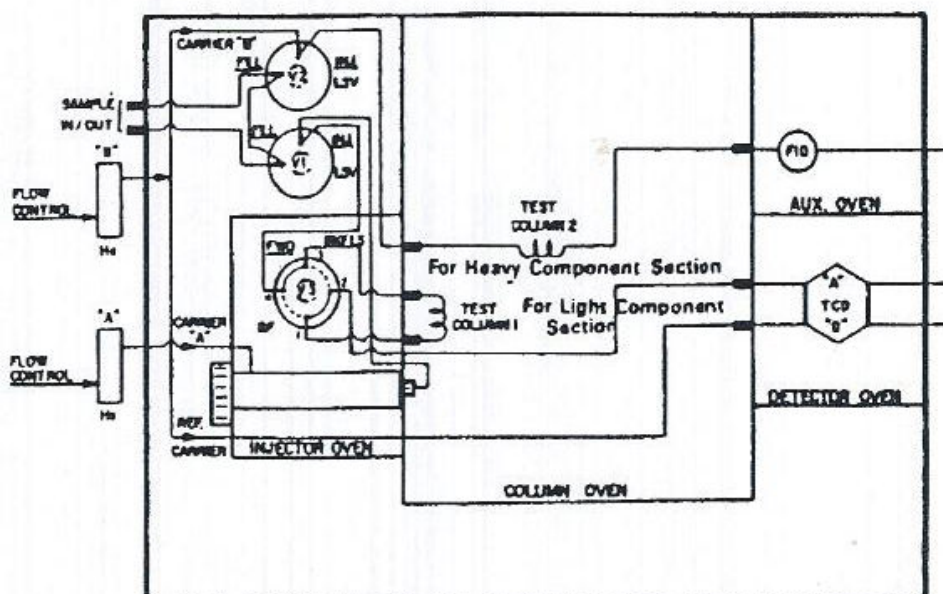 CARRIER "B"
FILL
INJ.
V2
LSV
SAMPLE
IN/OUT
FILL
INJ.
V1
LSV
"B"
FLOW
CONTROL
He
TEST
COLUMN 2
FID
AUX. OVEN
For Heavy Component Section
FWD
V3
BF
TEST
COLUMN 1
For Light Component
Section
"A"
TCD
"B"
"A"
CARRIER
"A"
FLOW
CONTROL
He
REF.
CARRIER
INJECTOR OVEN
DETECTOR OVEN
COLUMN OVEN